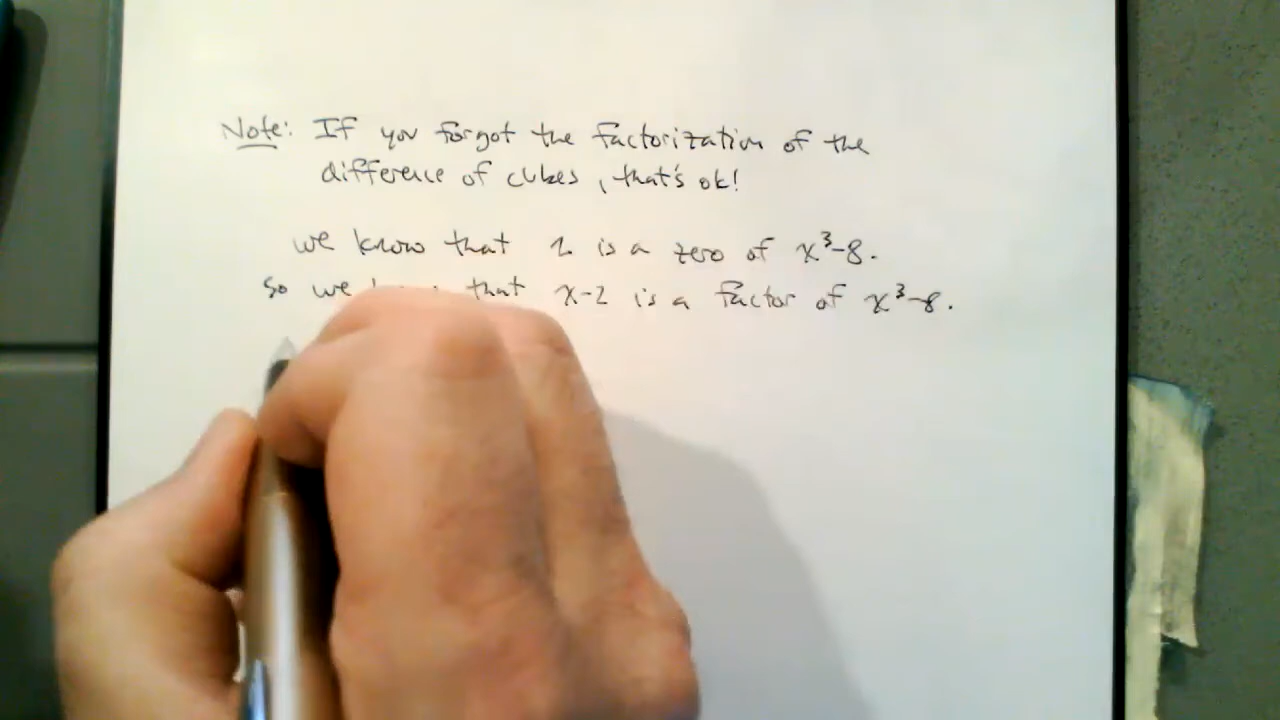 Note: If you forgot the factorization of the
difference of cubes, that's ok!
we know that 2 is a zero of x³-8.
so we that x-2 is a factor of x³-8.